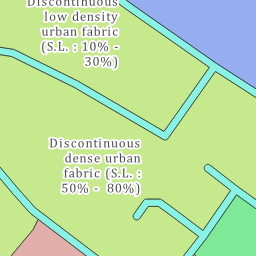 Discontinuous
low density
urban fabric
(S.L. : 10% -
30%)
Discontinuous
dense urban
fabric (S.L. :
50% - 80%)